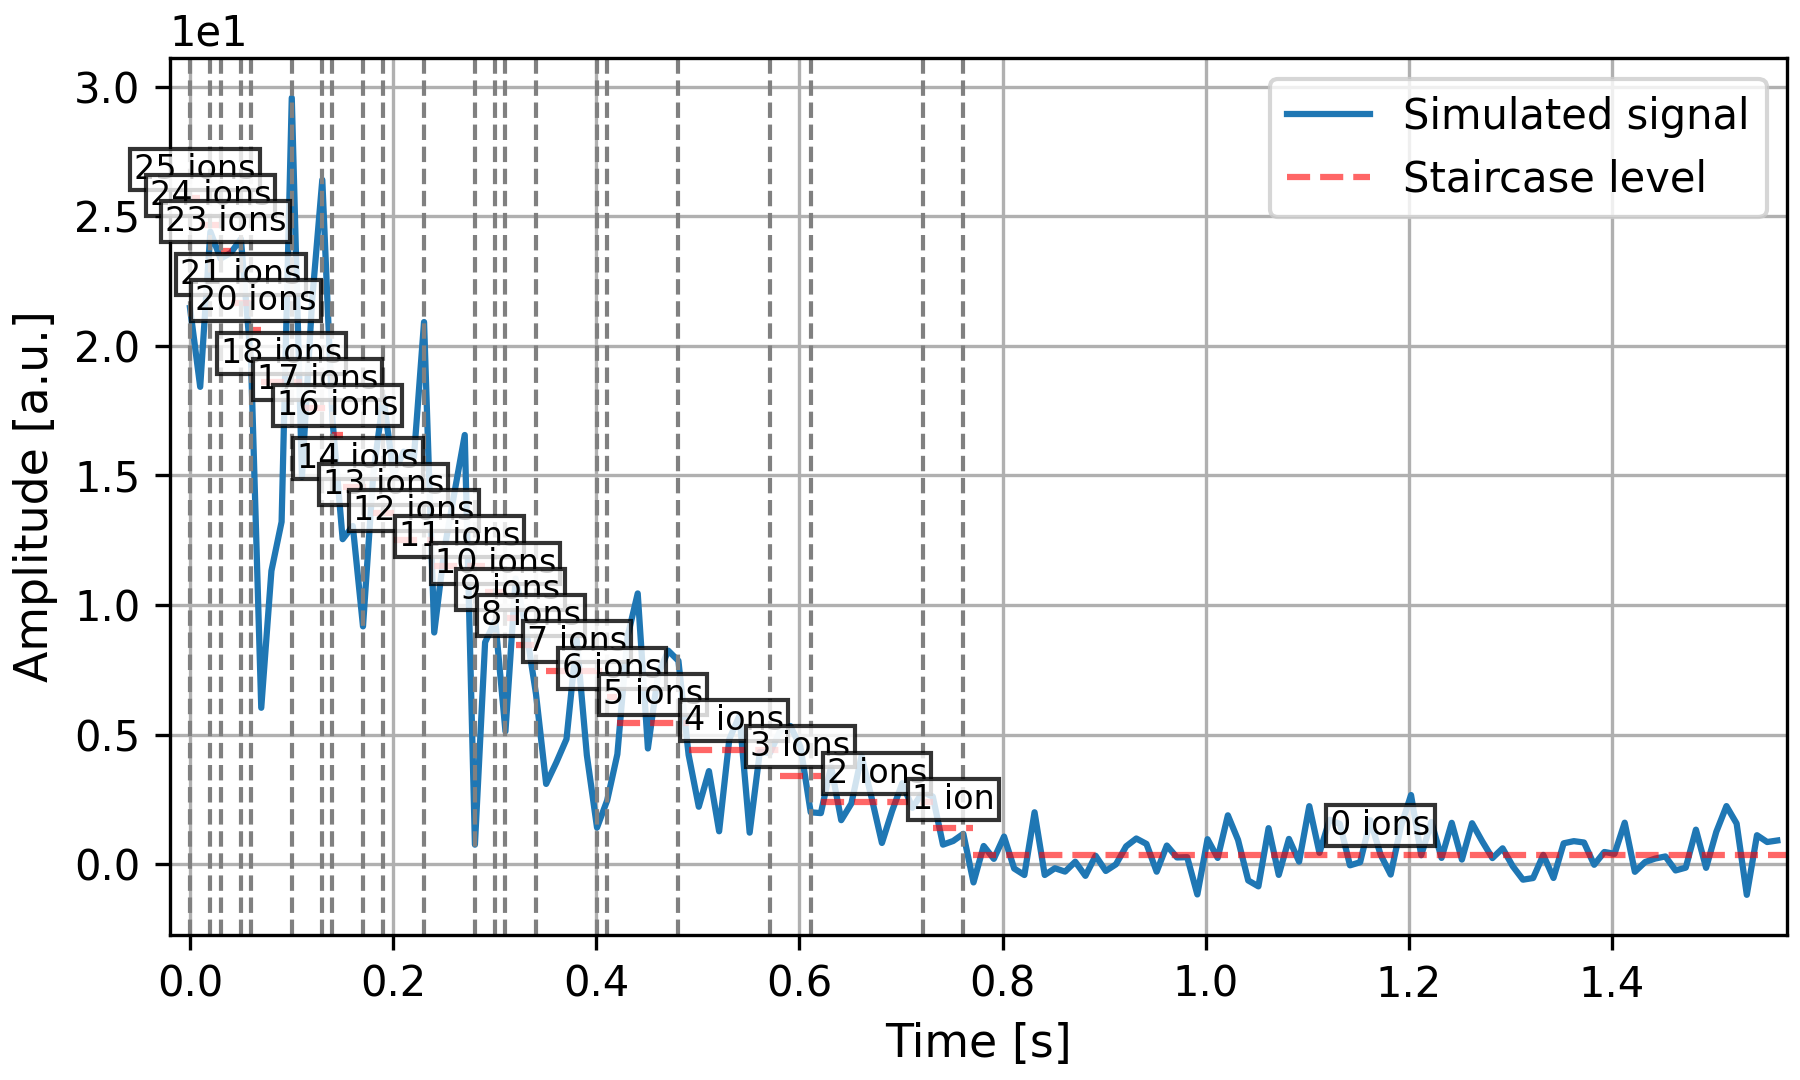 1e1
3.0
2.5
2.0
1.5
1.0
0.5
0.0
Amplitude [a.u.]
Simulated signal
Staircase level
25 ions
24 ions
23 ions
21 ions
20 ions
18 ions
17 ions
16 ions
14 ions
13 ions
12 ions
11 ions
10 ions
9 ions
8 ions
7 ions
6 ions
5 ions
4 ions
3 ions
2 ions
1 ion
0 ions
0.0 0.2 0.4 0.6 0.8 1.0 1.2 1.4
Time [s]